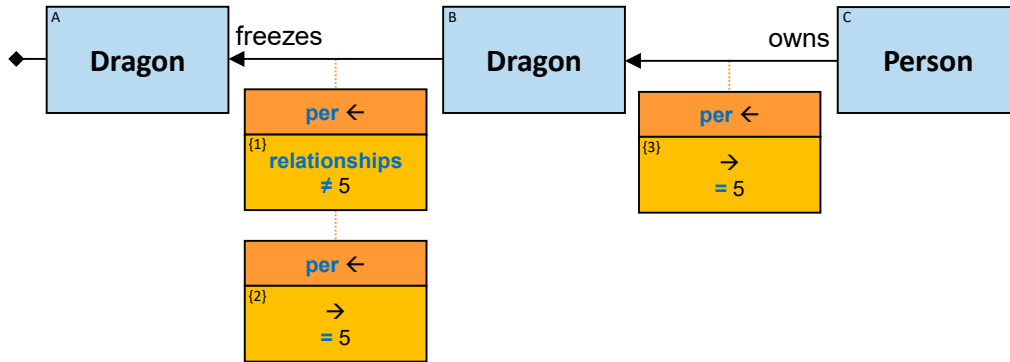 A
Dragon
freezes
B
Dragon
owns
C
Person
per ←
{1}
relationships
≠ 5
per ←
{2}
→
= 5
per ←
{3}
→
= 5